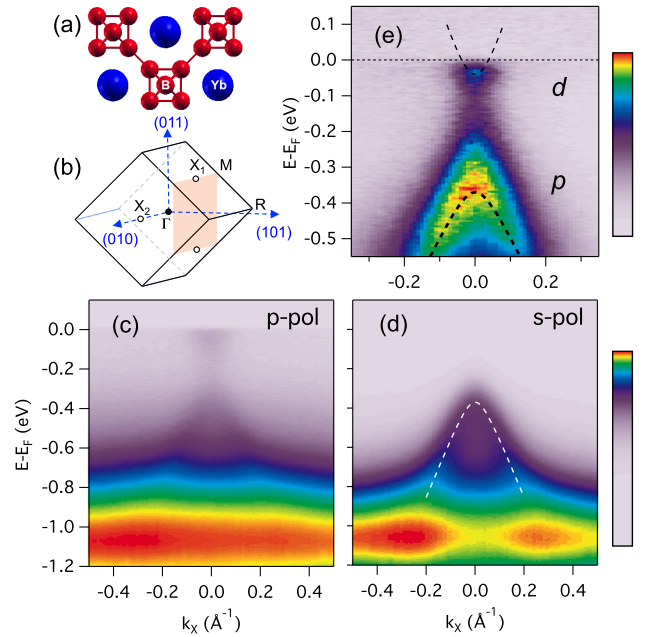 (a)
B
Yb
(b)
(011)
X1
M
X2
Γ
R
(010)
(101)
(e)
d
p
E-EF (eV)
0.1
0.0
-0.1
-0.2
-0.3
-0.4
-0.5
-0.2 0.0 0.2
(c)
p-pol
E-EF (eV)
0.0
-0.2
-0.4
-0.6
-0.8
-1.0
-1.2
-0.4 -0.2 0.0 0.2 0.4
kX (Å-1)
(d)
s-pol
-0.4 -0.2 0.0 0.2 0.4
kX (Å-1)